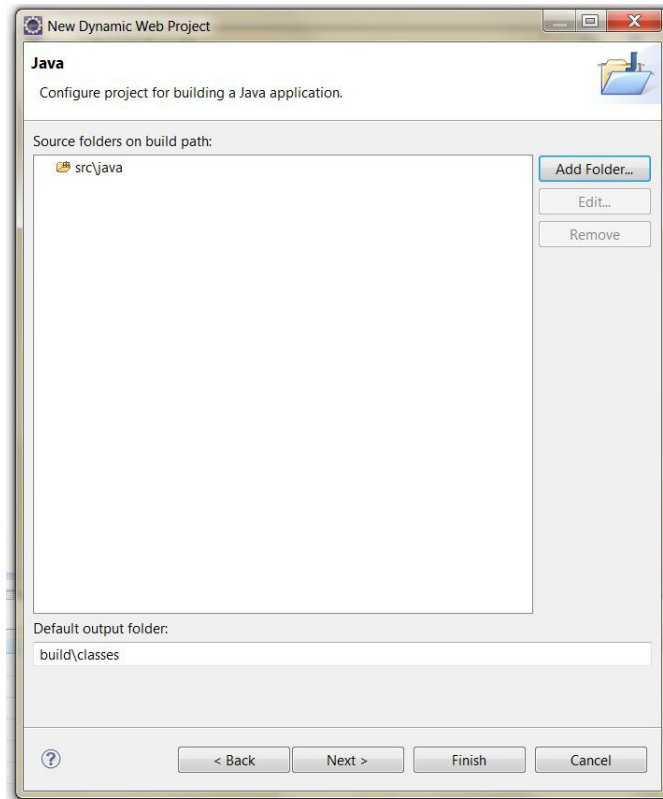 New Dynamic Web Project
Java
Configure project for building a Java application.
Source folders on build path:
src\java
Add Folder...
Edit...
Remove
Default output folder:
build\classes
? < Back Next > Finish Cancel